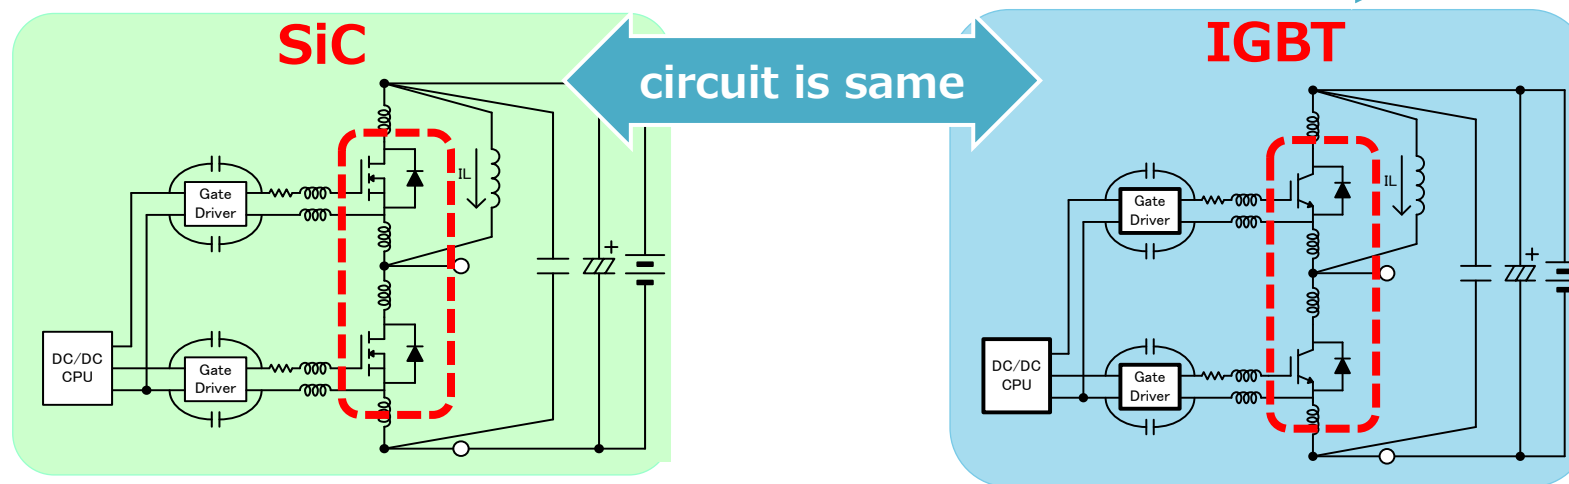 SiC
circuit is same
IGBT
IL
Gate
Driver
+
DC/DC
CPU
Gate
Driver
IL
Gate
Driver
+
DC/DC
CPU
Gate
Driver